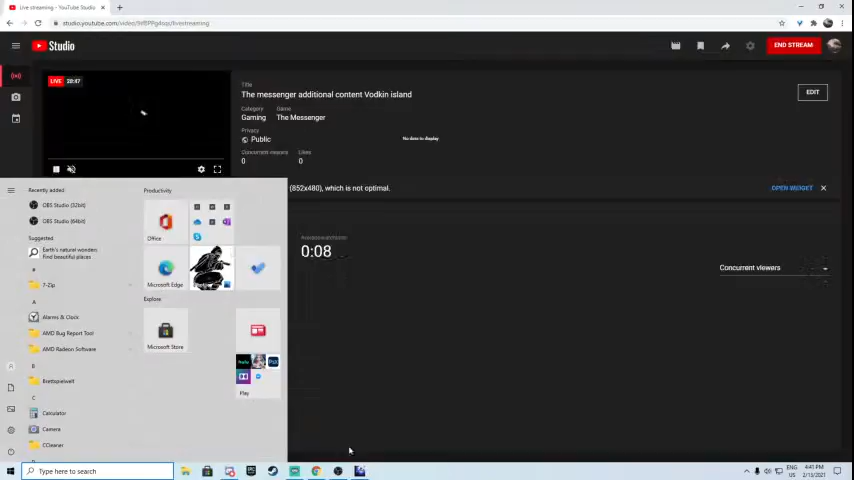 Live streaming - YouTube Studio
studio.youtube.com/video/
/livestreaming
Studio
END STREAM
LIVE 20:47
Title
The messenger additional content Vodkin island
EDIT
Category Game
Gaming The Messenger
Privacy
Public
No data to display
Concurrent viewers Likes
0 0
(852x480), which is not optimal.
OPEN WIDGET
0:08
Concurrent viewers
Recently added
OBS Studio (32bit)
OBS Studio (64bit)
Suggested
Earth's natural wonders
Find beautiful places
#
7-Zip
A
Alarms & Clock
AMD Bug Report Tool
AMD Radeon Software
B
Brettspielwelt
C
Calculator
Camera
CCleaner
Productivity
Office
Microsoft Edge
Explore
Microsoft Store
hulu
Play
Type here to search
ENG
US
4:41 PM
2/15/2021